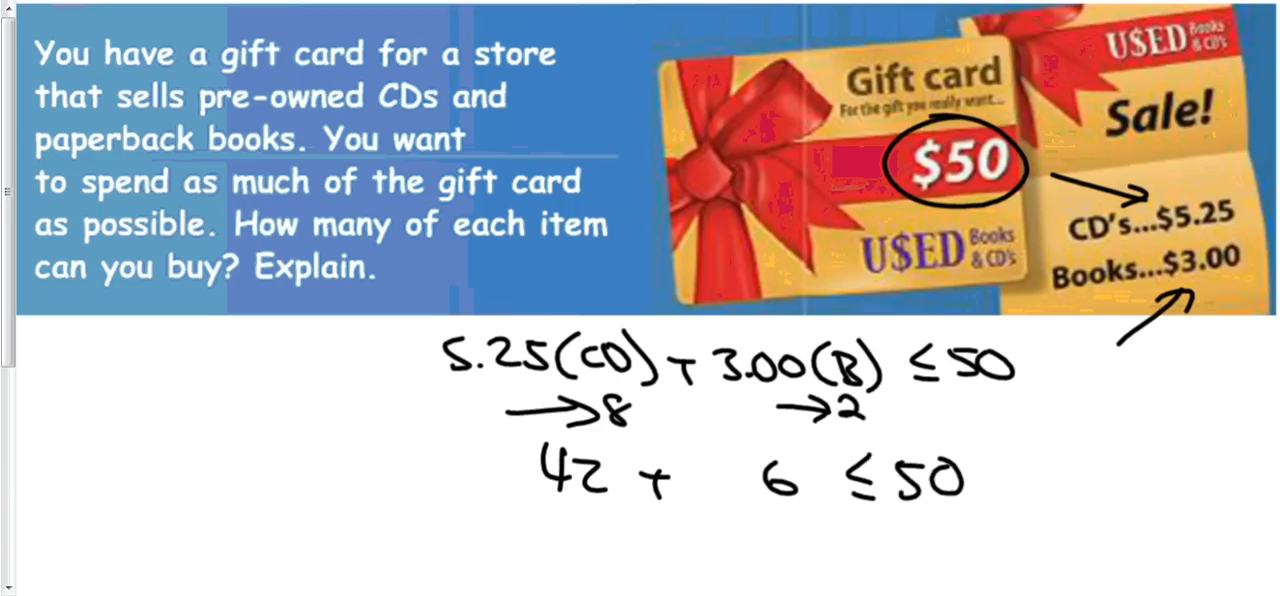 You have a gift card for a store
that sells pre-owned CDs and
paperback books. You want
to spend as much of the gift card
as possible. How many of each item
can you buy? Explain.
Gift card
For the gift you really want...
$50
U$ED Books & CD's
U$ED Books & CD's
Sale!
CD's...$5.25
Books...$3.00
5.25(CD) + 3.00(B) ≤ 50
→8 →2
42 + 6 ≤ 50